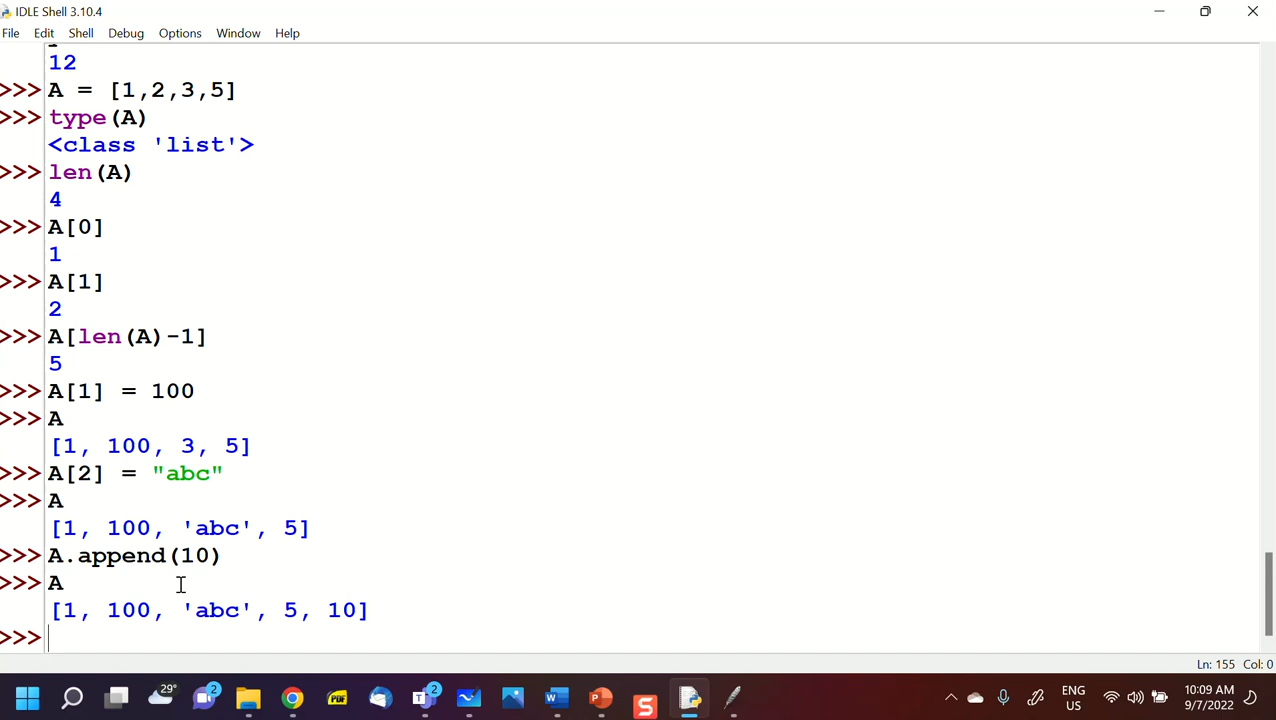 IDLE Shell 3.10.4
File Edit Shell Debug Options Window Help
12
>>> A = [1,2,3,5]
>>> type(A)
<class 'list'>
>>> len(A)
4
>>> A[0]
1
>>> A[1]
2
>>> A[len(A)-1]
5
>>> A[1] = 100
>>> A
[1, 100, 3, 5]
>>> A[2] = "abc"
>>> A
[1, 100, 'abc', 5]
>>> A.append(10)
>>> A
[1, 100, 'abc', 5, 10]
>>>
Ln: 155 Col: 0
29°
2
PDF
2
W
P
S
ENG
US
10:09 AM
9/7/2022